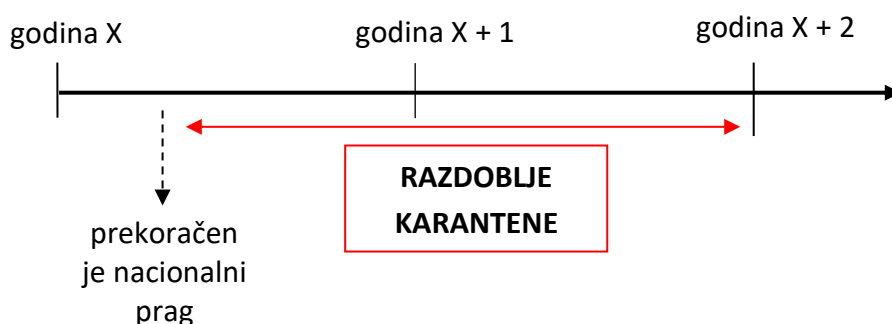 godina X
godina X + 1
godina X + 2
RAZDOBLJE
KARANTENE
prekoračen
je nacionalni
prag